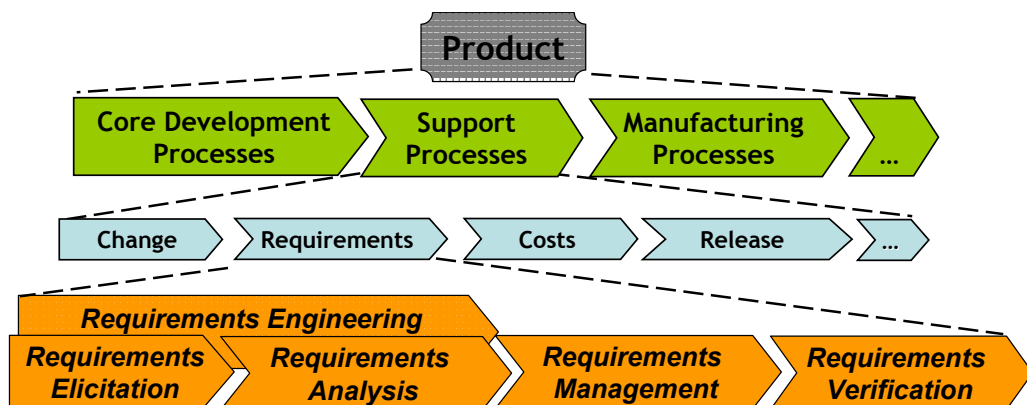 Product
Core Development
Processes
Support
Processes
Manufacturing
Processes
...
Change
Requirements
Costs
Release
...
Requirements Engineering
Requirements
Elicitation
Requirements
Analysis
Requirements
Management
Requirements
Verification